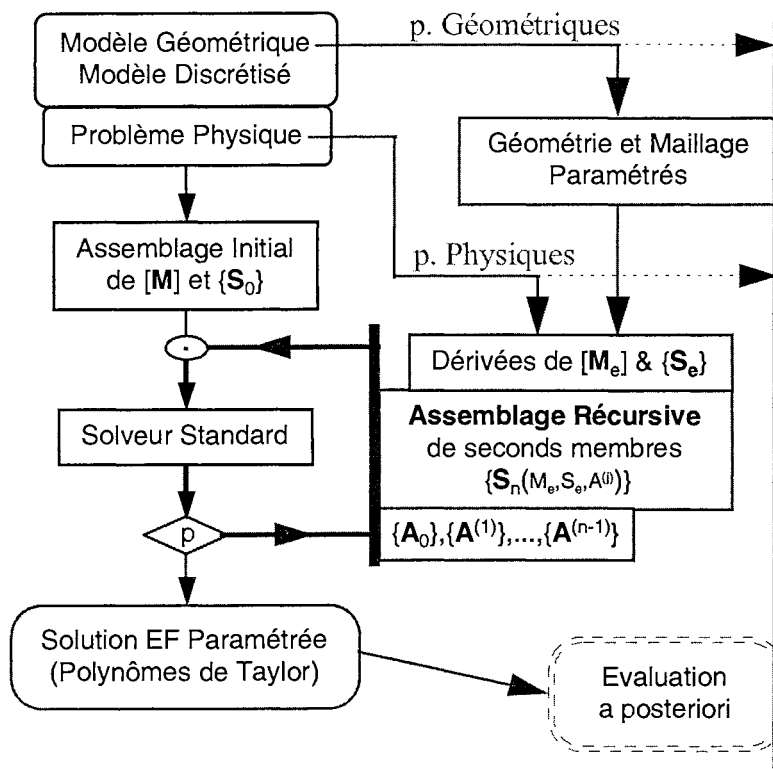 Modèle Géométrique
Modèle Discrétisé
p. Géométriques
Problème Physique
Géométrie et Maillage
Paramétrés
Assemblage Initial
de [M] et {S₀}
p. Physiques
Dérivées de [Mₑ] & {Sₑ}
Assemblage Récursive
de seconds membres
{Sₙ(Mₑ,Sₑ,A⁽ʲ⁾)}
{A₀},{A⁽¹⁾},...,{A⁽ⁿ⁻¹⁾}
Solveur Standard
p
Solution EF Paramétrée
(Polynômes de Taylor)
Evaluation
a posteriori